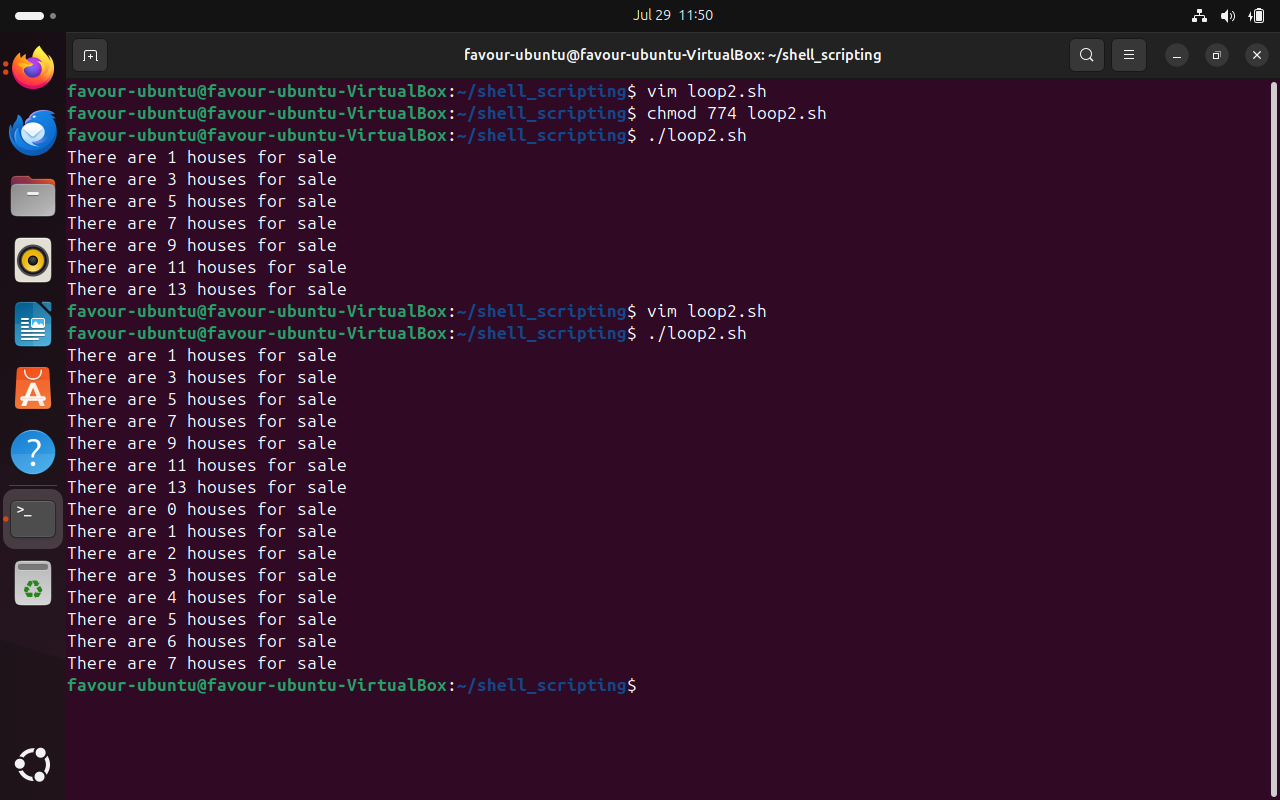 Jul 29 11:50
favour-ubuntu@favour-ubuntu-VirtualBox: ~/shell_scripting
favour-ubuntu@favour-ubuntu-VirtualBox:~/shell_scripting$ vim loop2.sh
favour-ubuntu@favour-ubuntu-VirtualBox:~/shell_scripting$ chmod 774 loop2.sh
favour-ubuntu@favour-ubuntu-VirtualBox:~/shell_scripting$ ./loop2.sh
There are 1 houses for sale
There are 3 houses for sale
There are 5 houses for sale
There are 7 houses for sale
There are 9 houses for sale
There are 11 houses for sale
There are 13 houses for sale
favour-ubuntu@favour-ubuntu-VirtualBox:~/shell_scripting$ vim loop2.sh
favour-ubuntu@favour-ubuntu-VirtualBox:~/shell_scripting$ ./loop2.sh
There are 1 houses for sale
There are 3 houses for sale
There are 5 houses for sale
There are 7 houses for sale
There are 9 houses for sale
There are 11 houses for sale
There are 13 houses for sale
There are 0 houses for sale
There are 1 houses for sale
There are 2 houses for sale
There are 3 houses for sale
There are 4 houses for sale
There are 5 houses for sale
There are 6 houses for sale
There are 7 houses for sale
favour-ubuntu@favour-ubuntu-VirtualBox:~/shell_scripting$